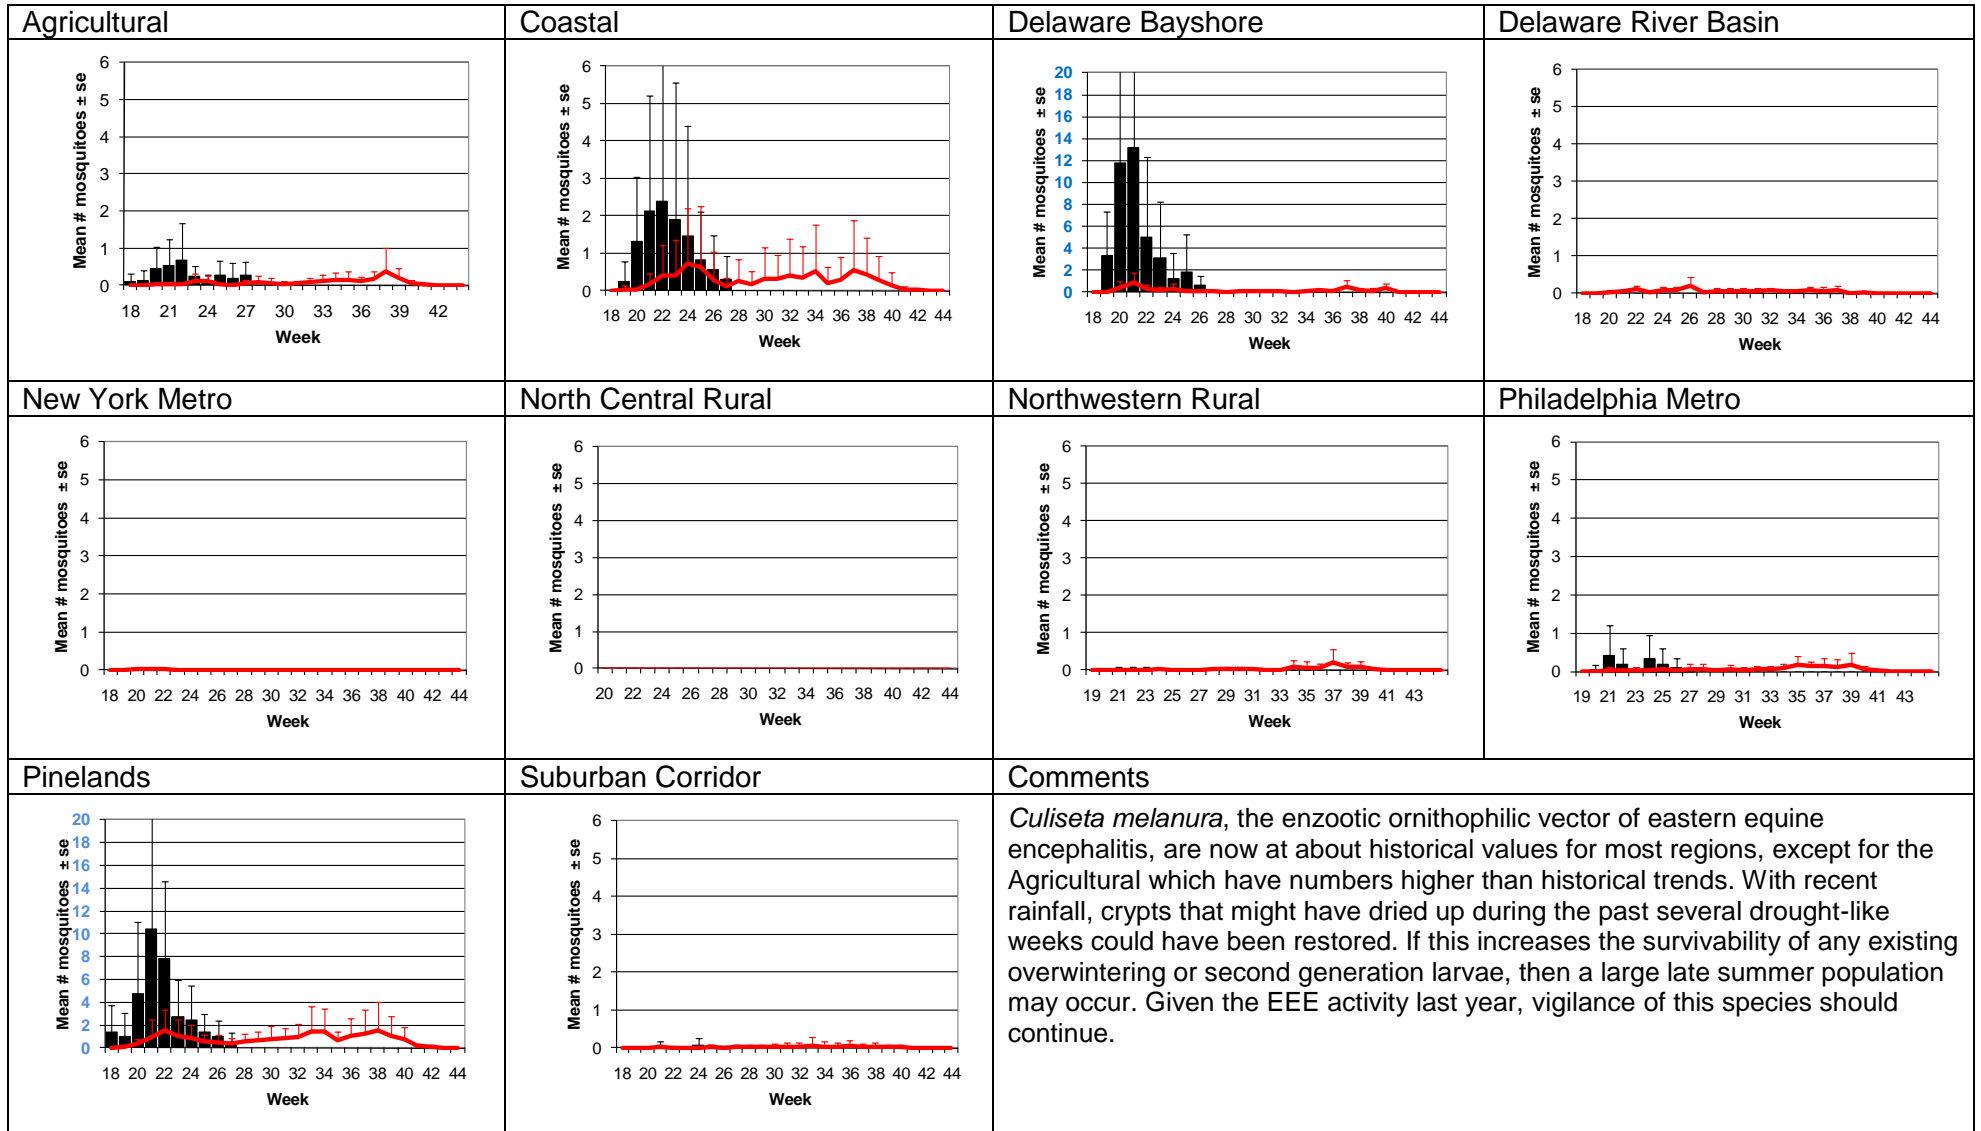 Agricultural
Mean # mosquitoes ± se
6
5
4
3
2
1
0
18 21 24 27 30 33 36 39 42
Week
Coastal
Mean # mosquitoes ± se
6
5
4
3
2
1
0
18 20 22 24 26 28 30 32 34 36 38 40 42 44
Week
Delaware Bayshore
Mean # mosquitoes ± se
20
18
16
14
12
10
8
6
4
2
0
18 20 22 24 26 28 30 32 34 36 38 40 42 44
Week
Delaware River Basin
Mean # mosquitoes ± se
6
5
4
3
2
1
0
18 20 22 24 26 28 30 32 34 36 38 40 42 44
Week
New York Metro
Mean # mosquitoes ± se
6
5
4
3
2
1
0
18 20 22 24 26 28 30 32 34 36 38 40 42 44
Week
North Central Rural
Mean # mosquitoes ± se
6
5
4
3
2
1
0
20 22 24 26 28 30 32 34 36 38 40 42 44
Week
Northwestern Rural
Mean # mosquitoes ± se
6
5
4
3
2
1
0
19 21 23 25 27 29 31 33 35 37 39 41 43
Week
Philadelphia Metro
Mean # mosquitoes ± se
6
5
4
3
2
1
0
19 21 23 25 27 29 31 33 35 37 39 41 43
Week
Pinelands
Mean # mosquitoes ± se
20
18
16
14
12
10
8
6
4
2
0
18 20 22 24 26 28 30 32 34 36 38 40 42 44
Week
Suburban Corridor
Mean # mosquitoes ± se
6
5
4
3
2
1
0
18 20 22 24 26 28 30 32 34 36 38 40 42 44
Week
Comments
Culiseta melanura, the enzootic ornithophilic vector of eastern equine
encephalitis, are now at about historical values for most regions, except for the
Agricultural which have numbers higher than historical trends. With recent
rainfall, crypts that might have dried up during the past several drought-like
weeks could have been restored. If this increases the survivability of any existing
overwintering or second generation larvae, then a large late summer population
may occur. Given the EEE activity last year, vigilance of this species should
continue.